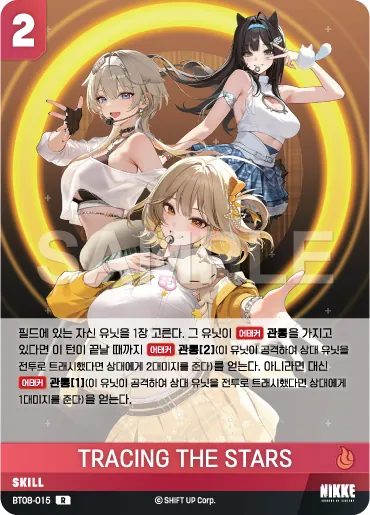 2
SAMPLE
필드에 있는 자신 유닛을 1장 고른다. 그 유닛이 어태커 관통을 가지고
있다면 이 턴이 끝날 때까지 어태커 관통[2](이 유닛이 공격하여 상대 유닛을
전투로 트래시했다면 상대에게 2대미지를 준다)를 얻는다. 아니라면 대신
어태커 관통[1](이 유닛이 공격하여 상대 유닛을 전투로 트래시했다면 상대에게
1대미지를 준다)을 얻는다.
TRACING THE STARS
SKILL
BT08-015 R
© SHIFT UP Corp.
NIKKE